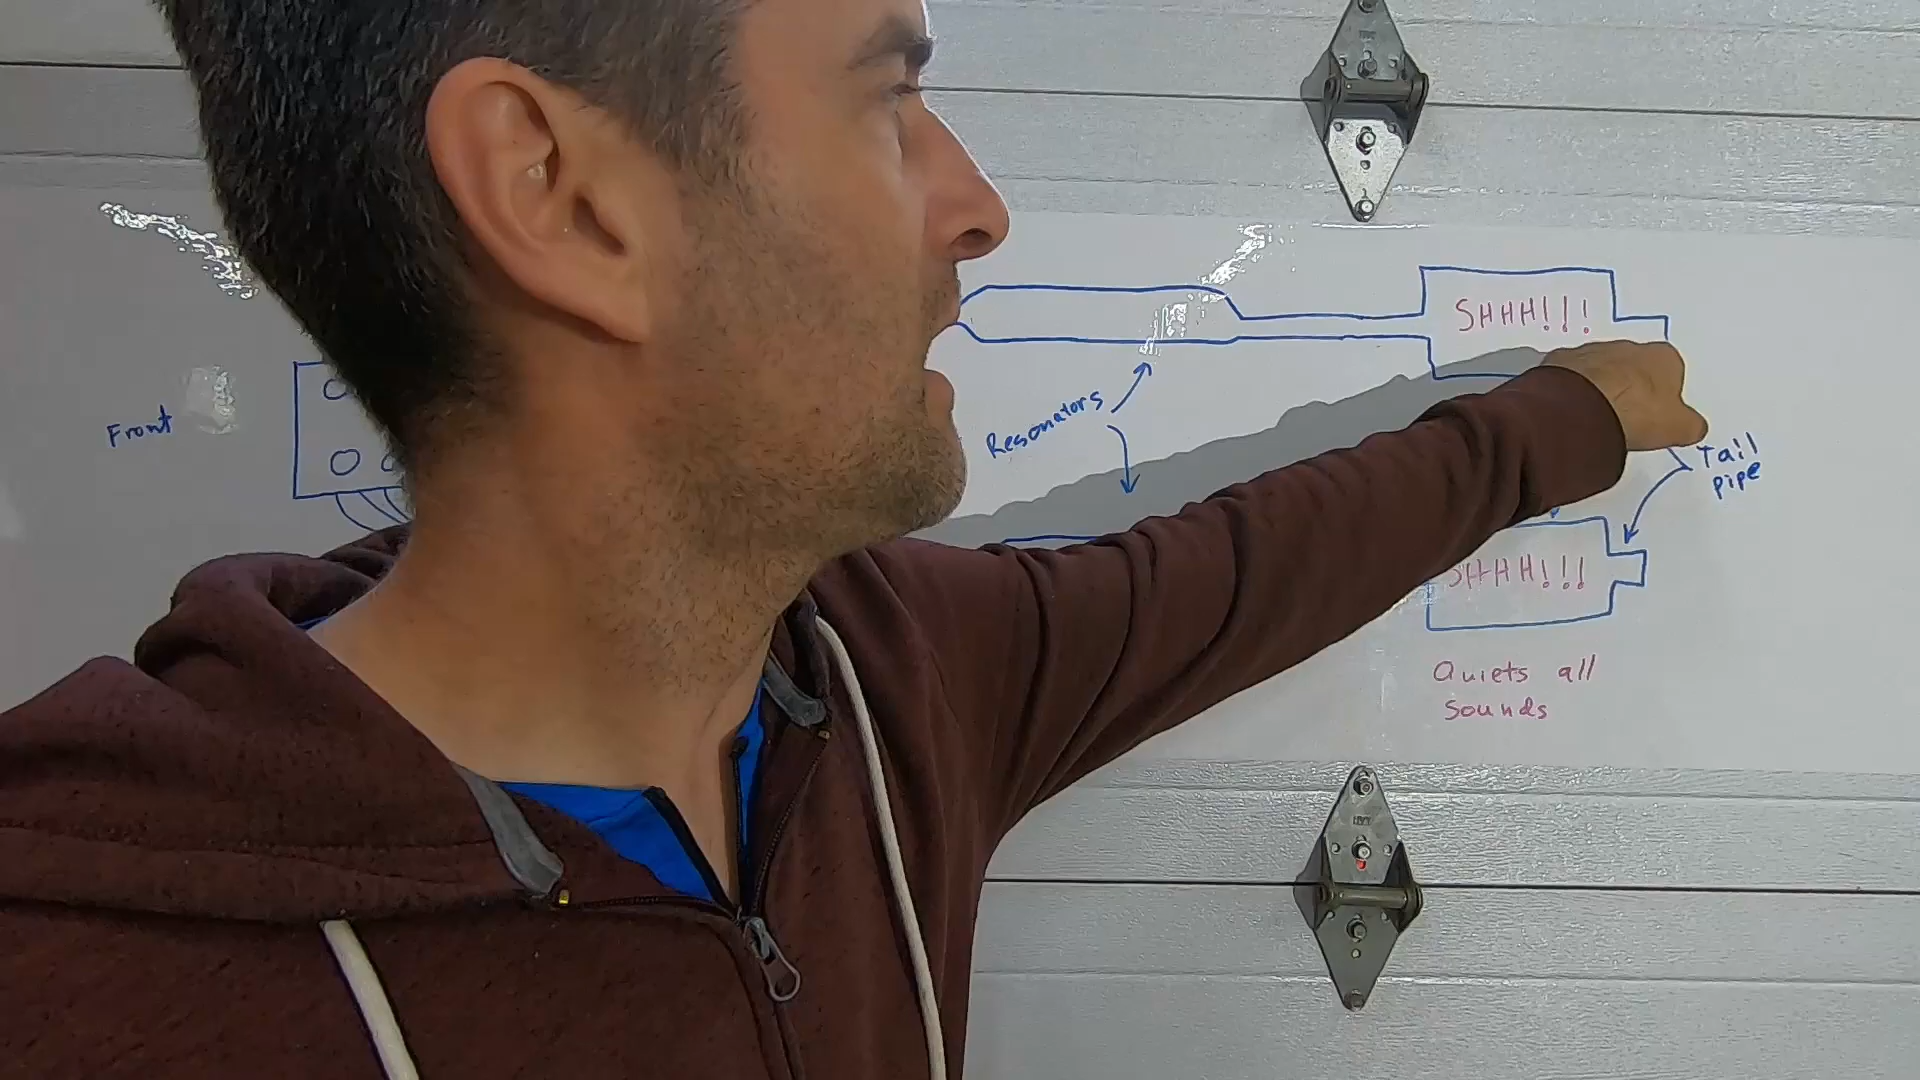 SHHH!!!
Front
Resonators
Tail
pipe
SHHH!!!
Quiets all
sounds